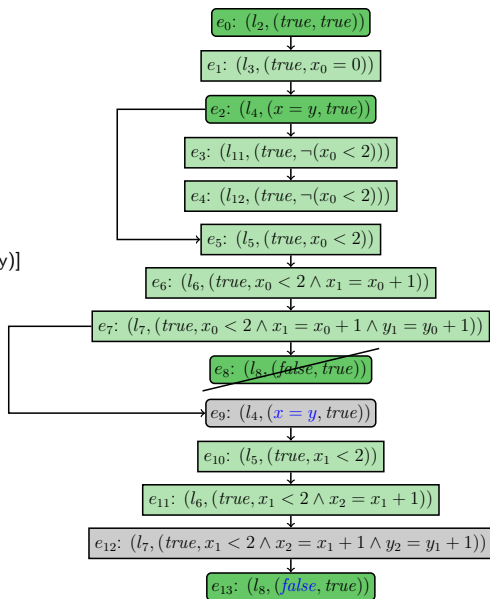 e₀: (l₂, (true, true))
e₁: (l₃, (true, x₀ = 0))
e₂: (l₄, (x = y, true))
e₃: (l₁₁, (true, ¬(x₀ < 2)))
e₄: (l₁₂, (true, ¬(x₀ < 2)))
e₅: (l₅, (true, x₀ < 2))
y)]
e₆: (l₆, (true, x₀ < 2 ∧ x₁ = x₀ + 1))
e₇: (l₇, (true, x₀ < 2 ∧ x₁ = x₀ + 1 ∧ y₁ = y₀ + 1))
e₈: (l₈, (false, true))
e₉: (l₄, (x = y, true))
e₁₀: (l₅, (true, x₁ < 2))
e₁₁: (l₆, (true, x₁ < 2 ∧ x₂ = x₁ + 1))
e₁₂: (l₇, (true, x₁ < 2 ∧ x₂ = x₁ + 1 ∧ y₂ = y₁ + 1))
e₁₃: (l₈, (false, true))